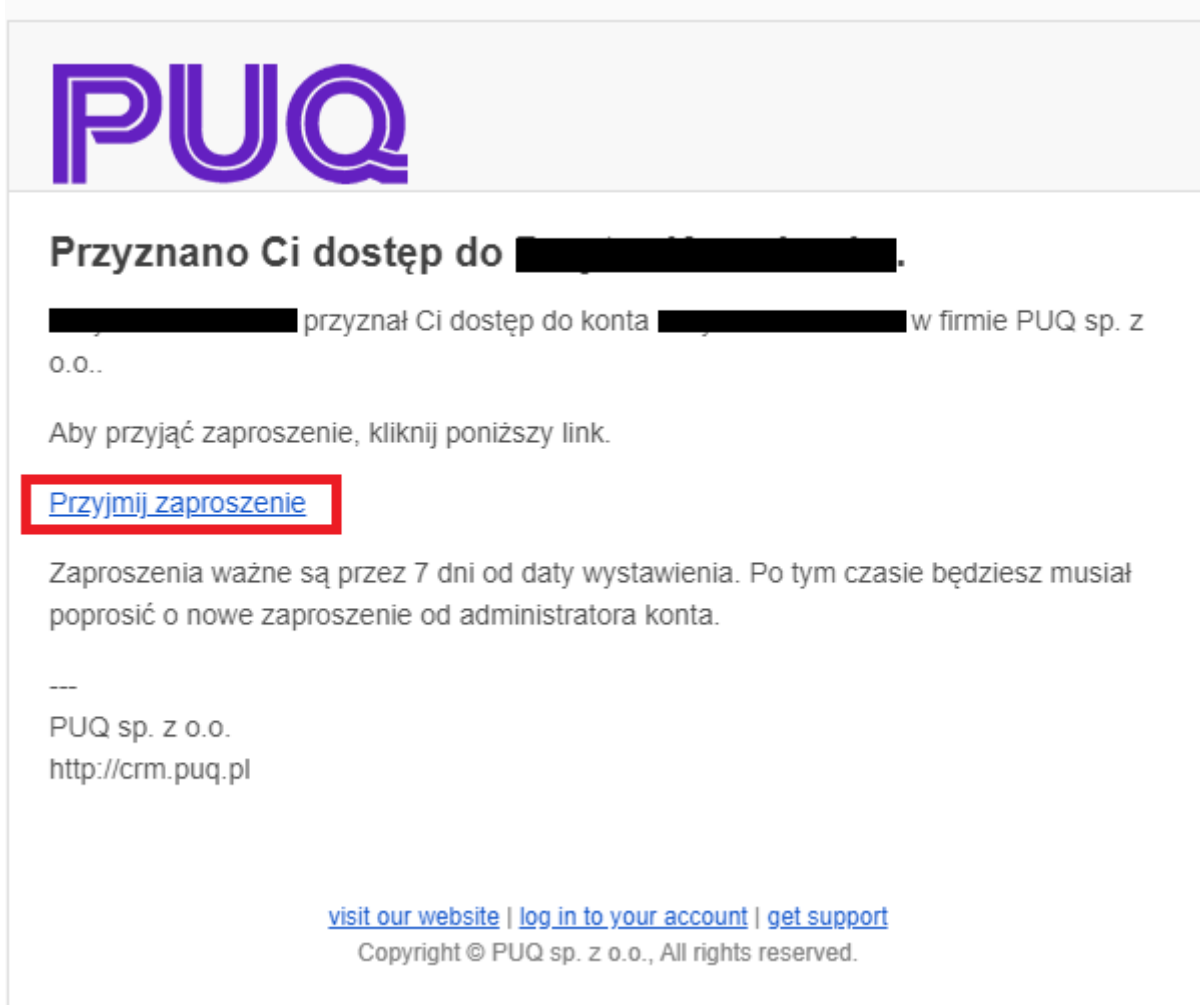 PUQ
Przyznano Ci dostęp do .
przyznał Ci dostęp do konta w firmie PUQ sp. z
o.o..
Aby przyjąć zaproszenie, kliknij poniższy link.
Przyjmij zaproszenie
Zaproszenia ważne są przez 7 dni od daty wystawienia. Po tym czasie będziesz musiał
poprosić o nowe zaproszenie od administratora konta.
---
PUQ sp. z o.o.
http://crm.puq.pl
visit our website | log in to your account | get support
Copyright © PUQ sp. z o.o., All rights reserved.